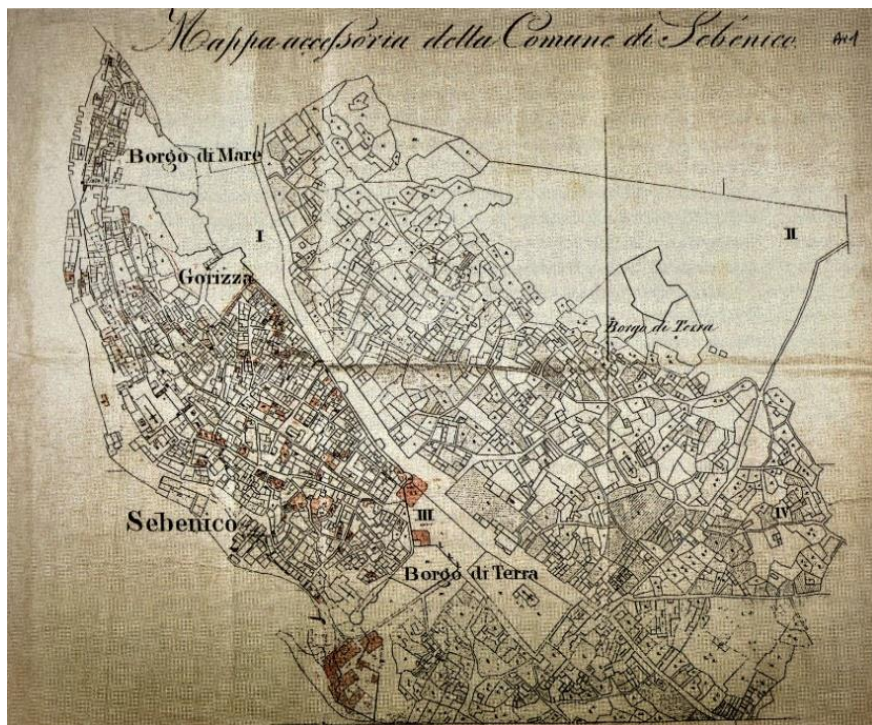 Mappa accessoria della Comune di Sebénico.
Borgo di Mare
I
II
Gorizza
Borgo di Terra
IV
Sebenico
III
Borgo di Terra